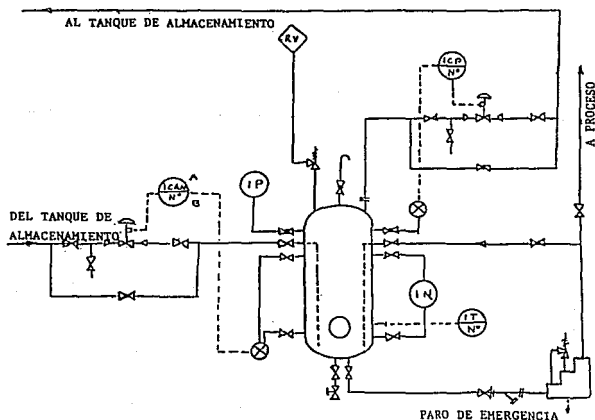 AL TANQUE DE ALMACENAMIENTO
RV
ICP
Nº
A PROCESO
ICAN
Nº
A
B
IP
DEL TANQUE DE
ALMACENAMIENTO
IN
IT
Nº
PARO DE EMERGENCIA